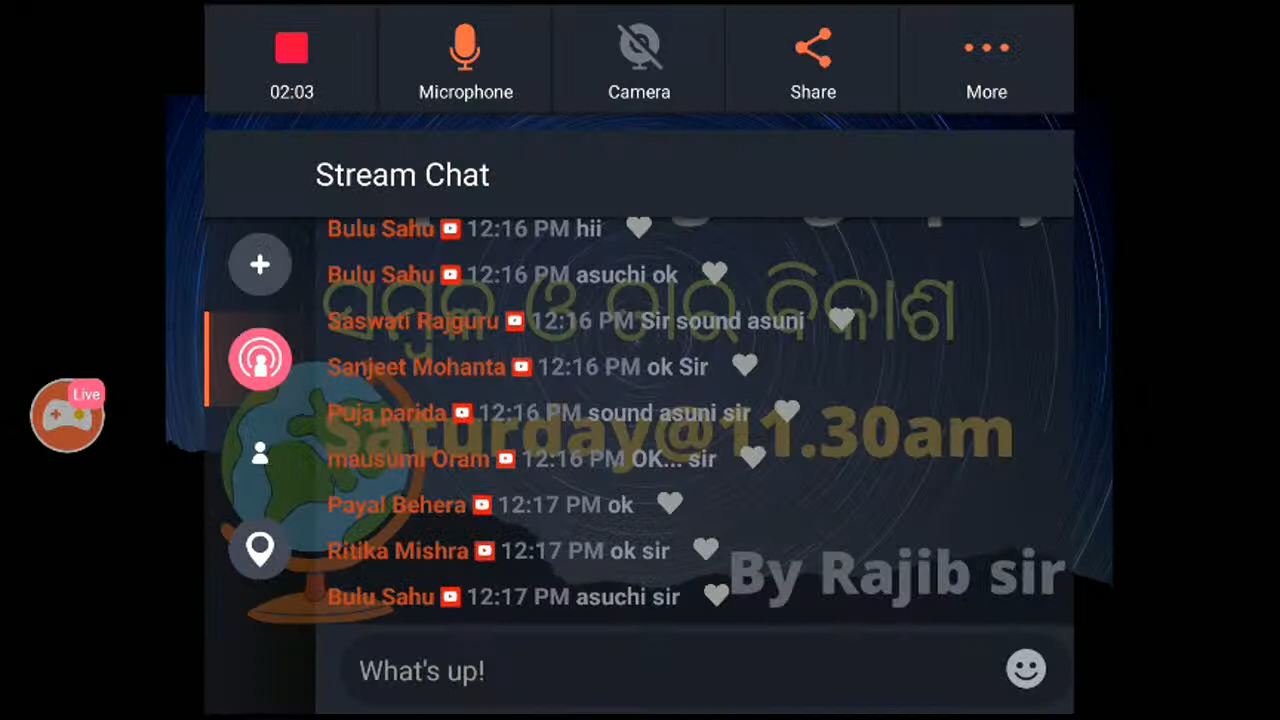 02:03
Microphone
Camera
Share
More
Stream Chat
Live
Bulu Sahu 12:16 PM hii
Bulu Sahu 12:16 PM asuchi ok
ସମ୍ବଳ ଓ ତାର ବିକାଶ
Saswati Rajguru 12:16 PM Sir sound asuni
Sanjeet Mohanta 12:16 PM ok Sir
Puja parida 12:16 PM sound asuni sir
Saturday@11.30am
mausumi Oram 12:16 PM OK... sir
Payal Behera 12:17 PM ok
Ritika Mishra 12:17 PM ok sir
By Rajib sir
Bulu Sahu 12:17 PM asuchi sir
What's up!